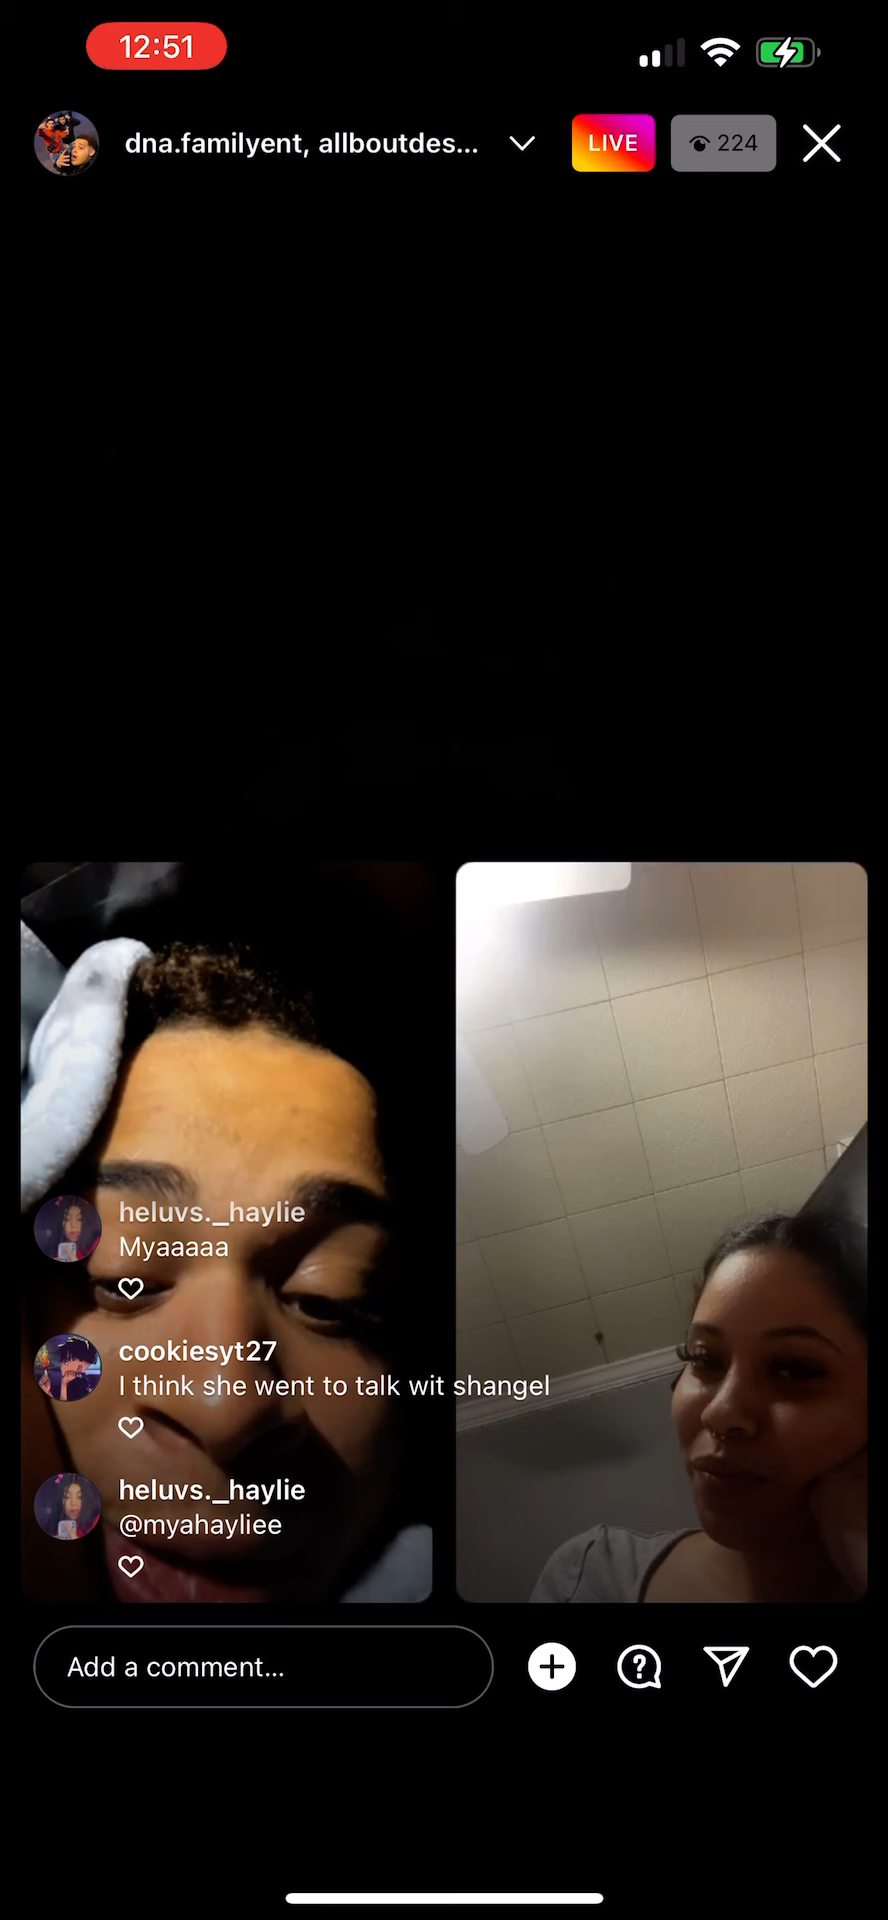 12:51
dna.familyent, allboutdes...
LIVE
224
heluvs._haylie
Myaaaaa
cookiesyt27
I think she went to talk wit shangel
heluvs._haylie
@myahayliee
Add a comment...